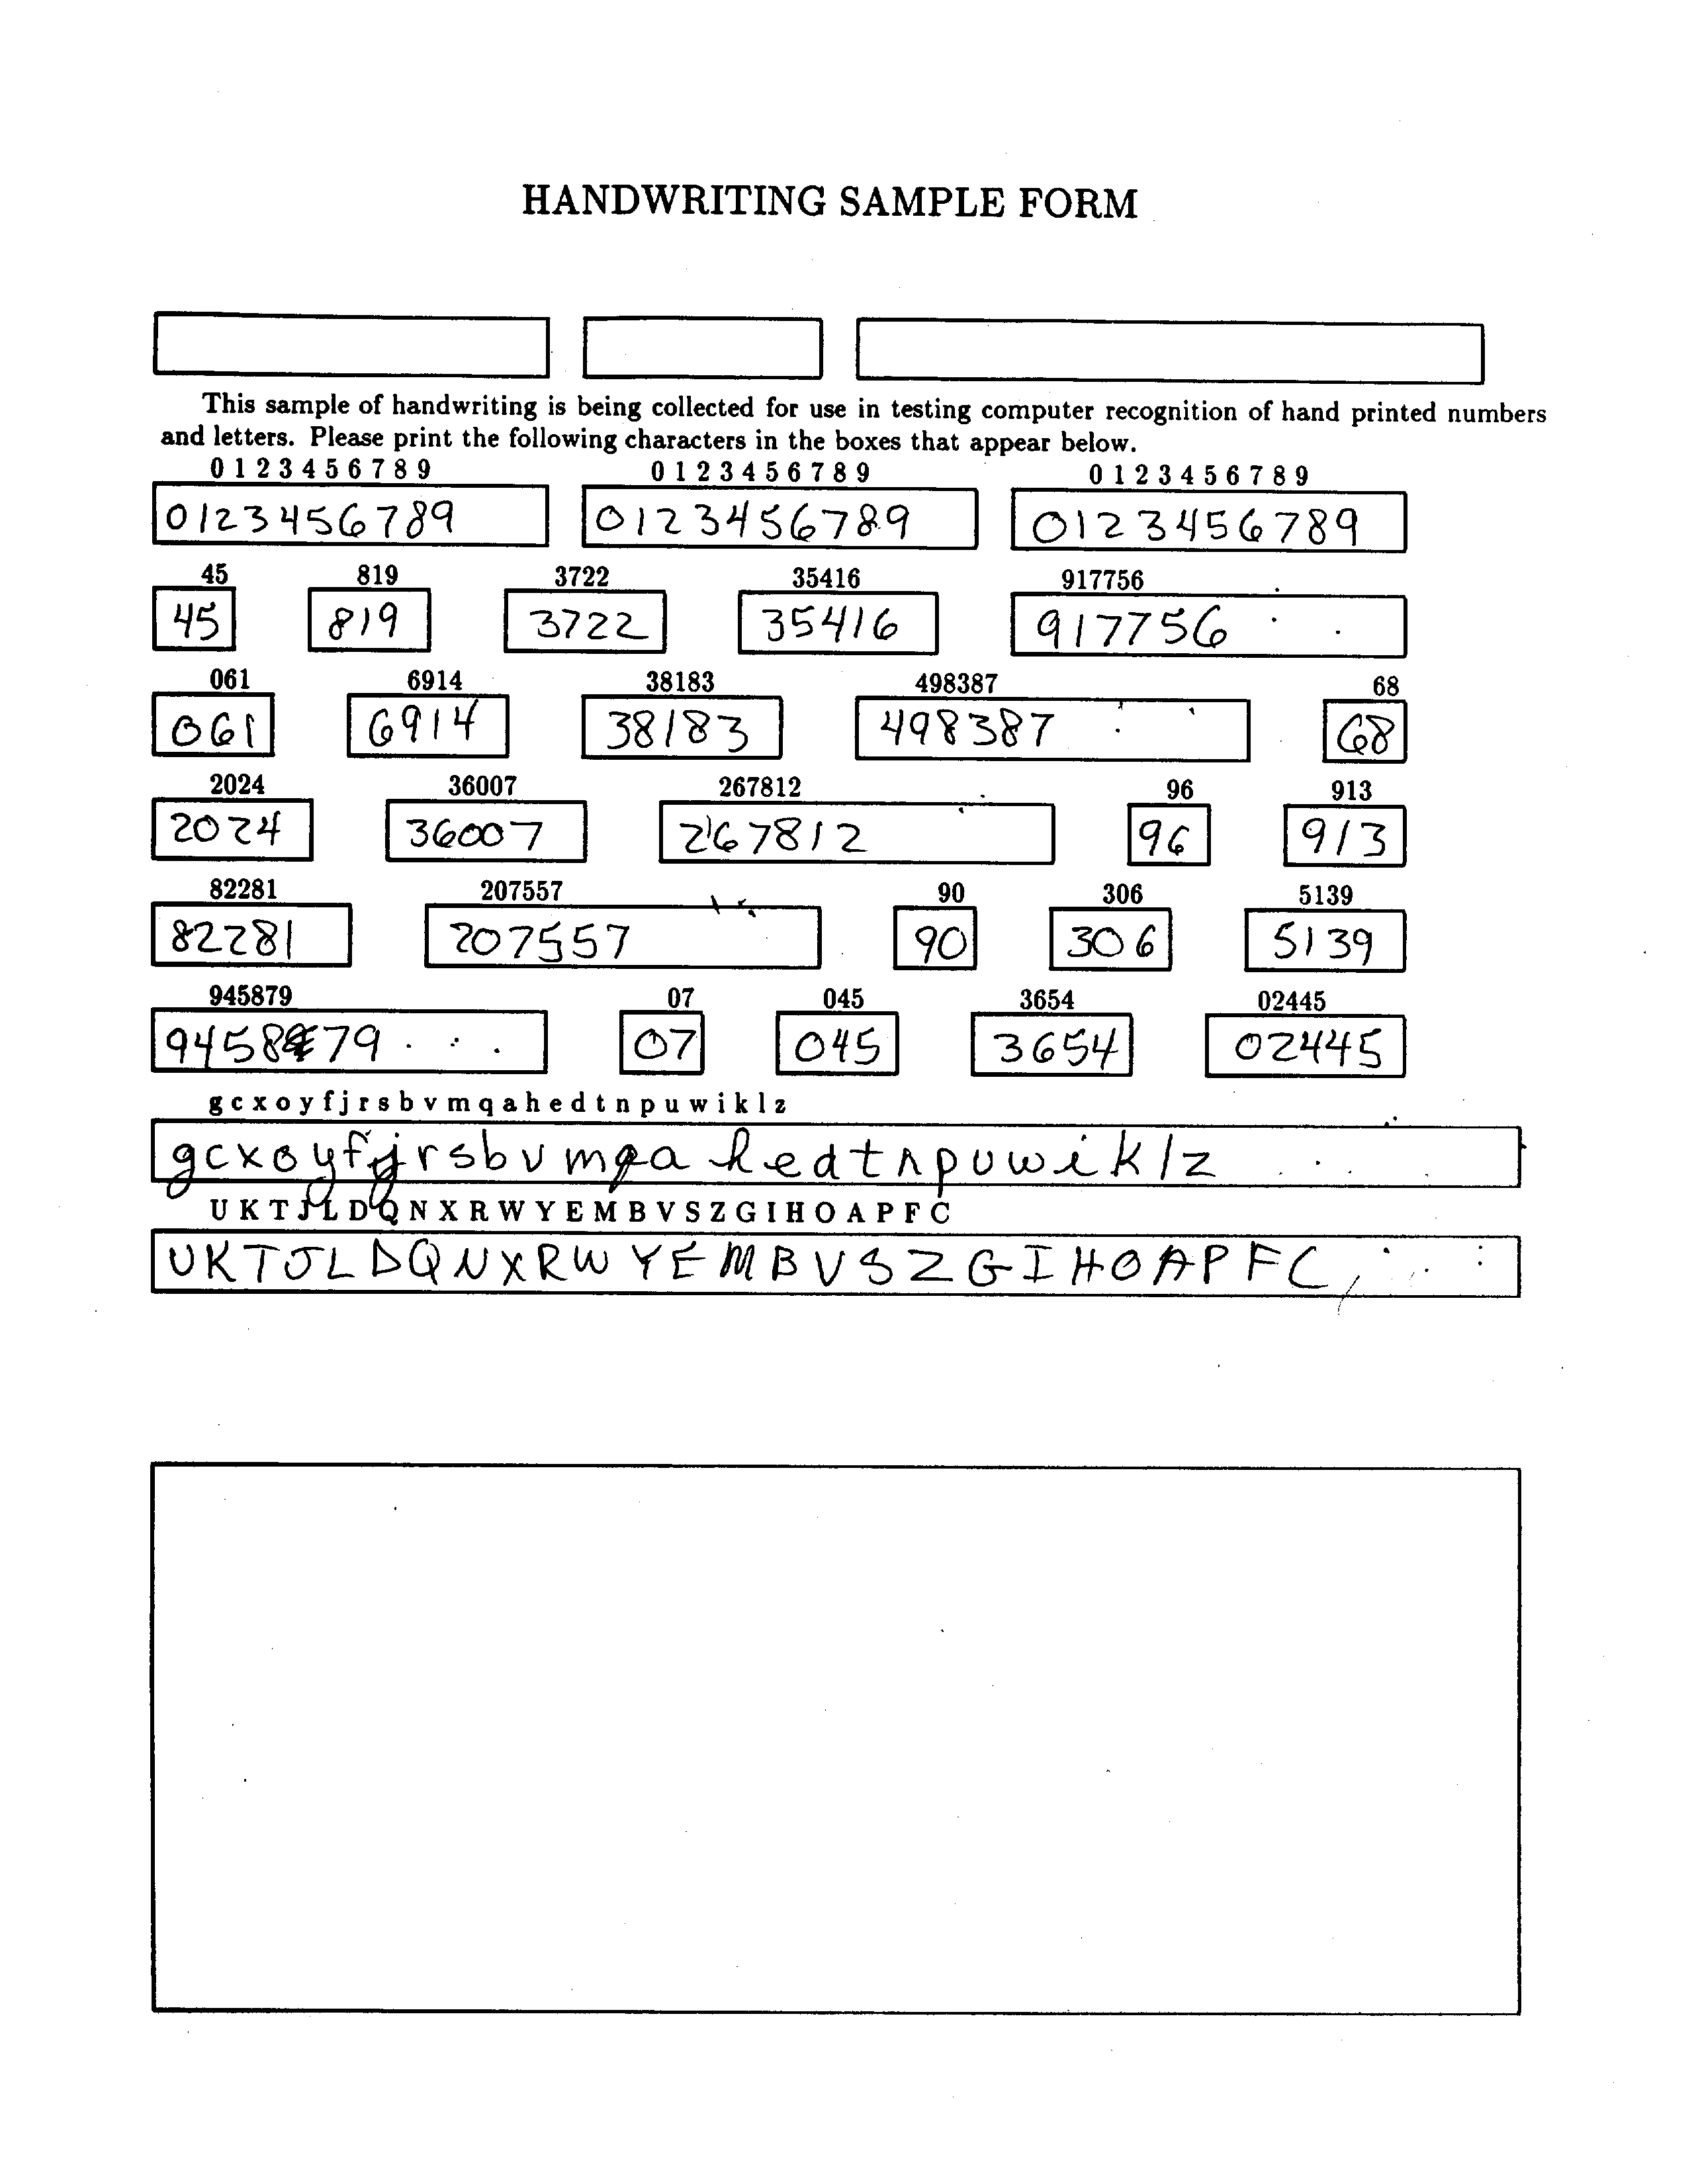 HANDWRITING SAMPLE FORM
This sample of handwriting is being collected for use in testing computer recognition of hand printed numbers
and letters. Please print the following characters in the boxes that appear below.
0 1 2 3 4 5 6 7 8 9 0 1 2 3 4 5 6 7 8 9 0 1 2 3 4 5 6 7 8 9
0123456789 0123456789 0123456789
45 819 3722 35416 917756
45 819 3722 35416 917756
061 6914 38183 498387 68
061 6914 38183 498387 68
2024 36007 267812 96 913
2024 36007 267812 96 913
82281 207557 90 306 5139
82281 207557 90 306 5139
945879 07 045 3654 02445
945879 07 045 3654 02445
g c x o y f j r s b v m q a h e d t n p u w i k l z
gcxoyfjrsbvmqahedtnpuwiklz
U K T J L D Q N X R W Y E M B V S Z G I H O A P F C
UKTJLDQNXRWYEMBVSZGIHOAPFC